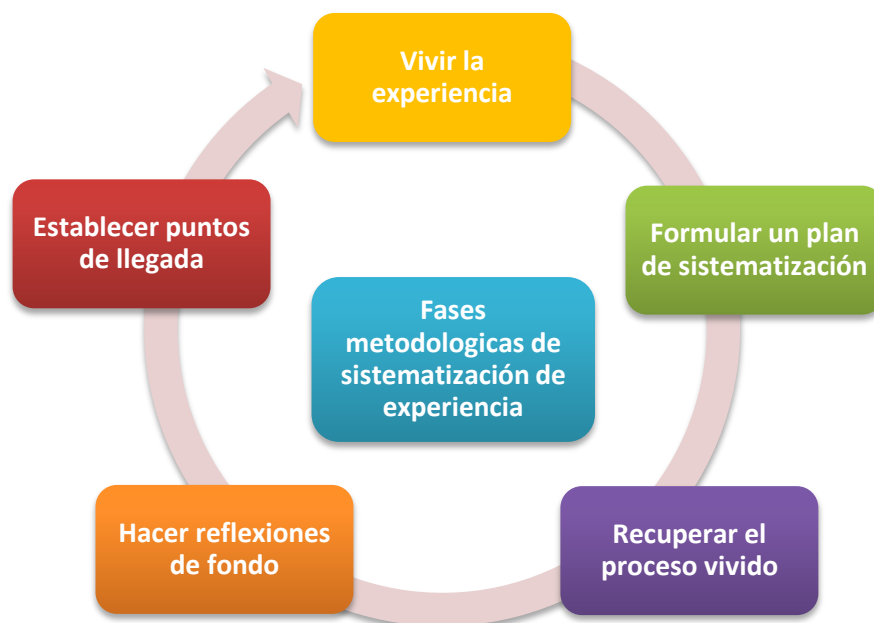 Vivir la
experiencia
Formular un plan
de sistematización
Recuperar el
proceso vivido
Hacer reflexiones
de fondo
Establecer puntos
de llegada
Fases
metodologicas de
sistematización de
experiencia